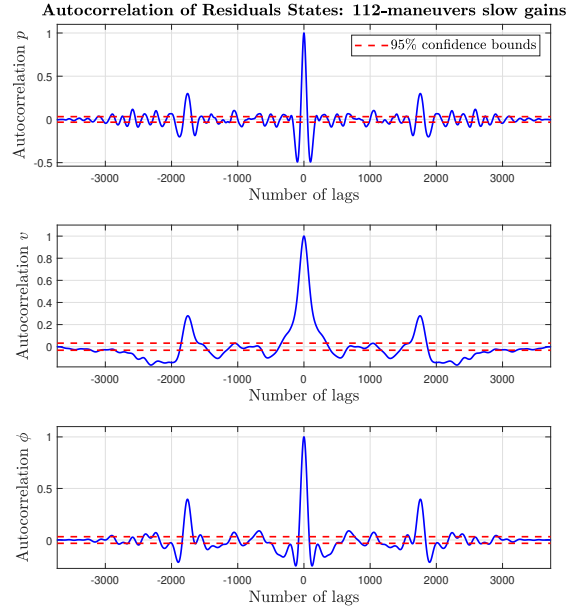 Autocorrelation of Residuals States: 112-maneuvers slow gains
Autocorrelation p
1
0.5
0
-0.5
95% confidence bounds
-3000 -2000 -1000 0 1000 2000 3000
Number of lags
Autocorrelation v
1
0.8
0.6
0.4
0.2
0
-3000 -2000 -1000 0 1000 2000 3000
Number of lags
Autocorrelation ϕ
1
0.5
0
-3000 -2000 -1000 0 1000 2000 3000
Number of lags